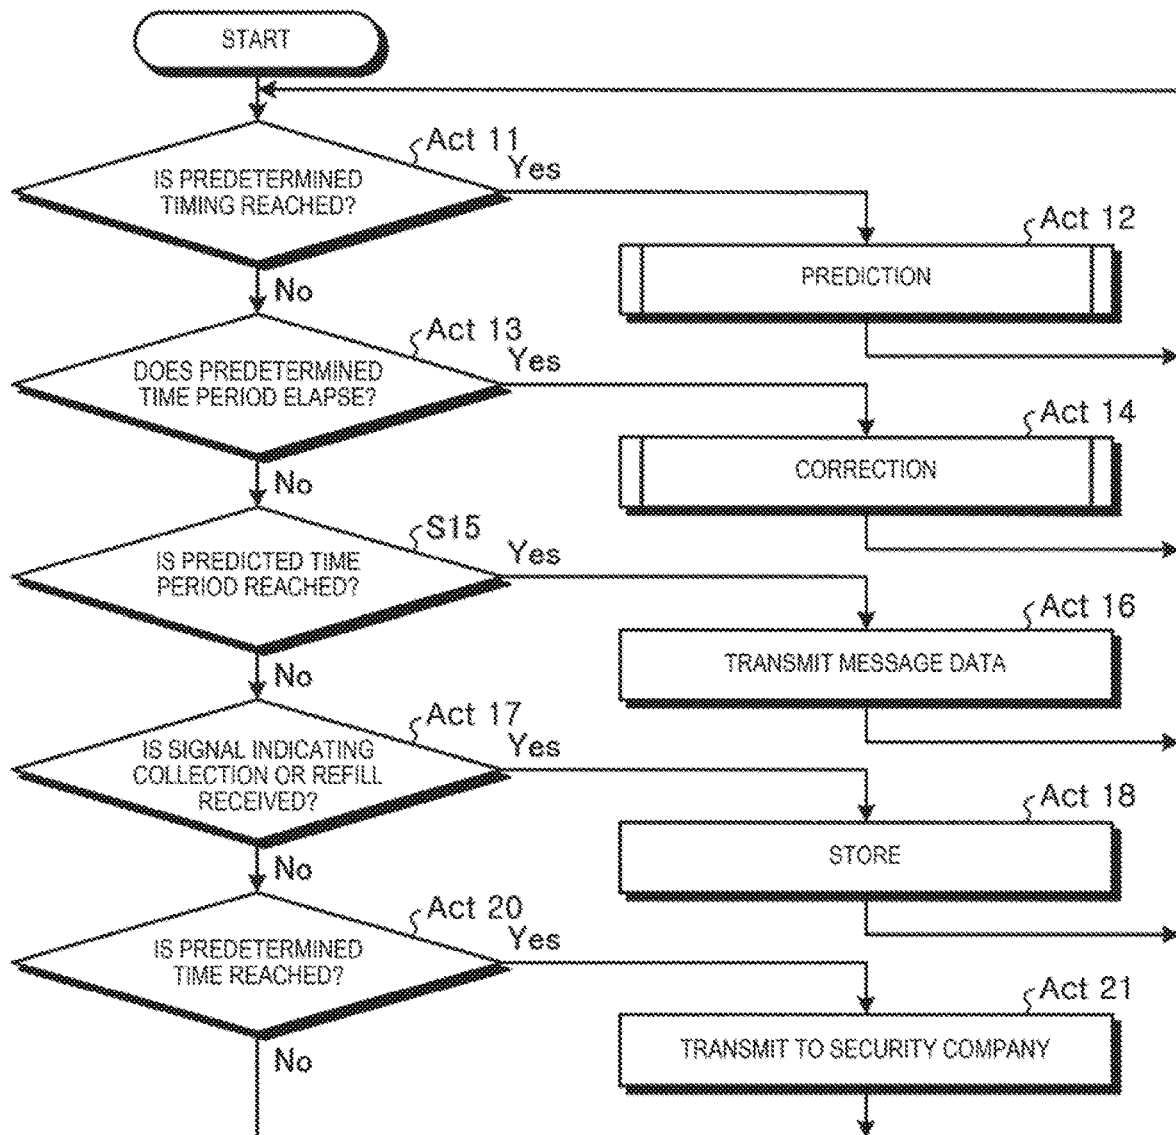 START
Act 11
IS PREDETERMINED
TIMING REACHED?
Yes
Act 12
PREDICTION
No
Act 13
DOES PREDETERMINED
TIME PERIOD ELAPSE?
Yes
Act 14
CORRECTION
No
S15
IS PREDICTED TIME
PERIOD REACHED?
Yes
Act 16
TRANSMIT MESSAGE DATA
No
Act 17
IS SIGNAL INDICATING
COLLECTION OR REFILL
RECEIVED?
Yes
Act 18
STORE
No
Act 20
IS PREDETERMINED
TIME REACHED?
Yes
Act 21
TRANSMIT TO SECURITY COMPANY
No